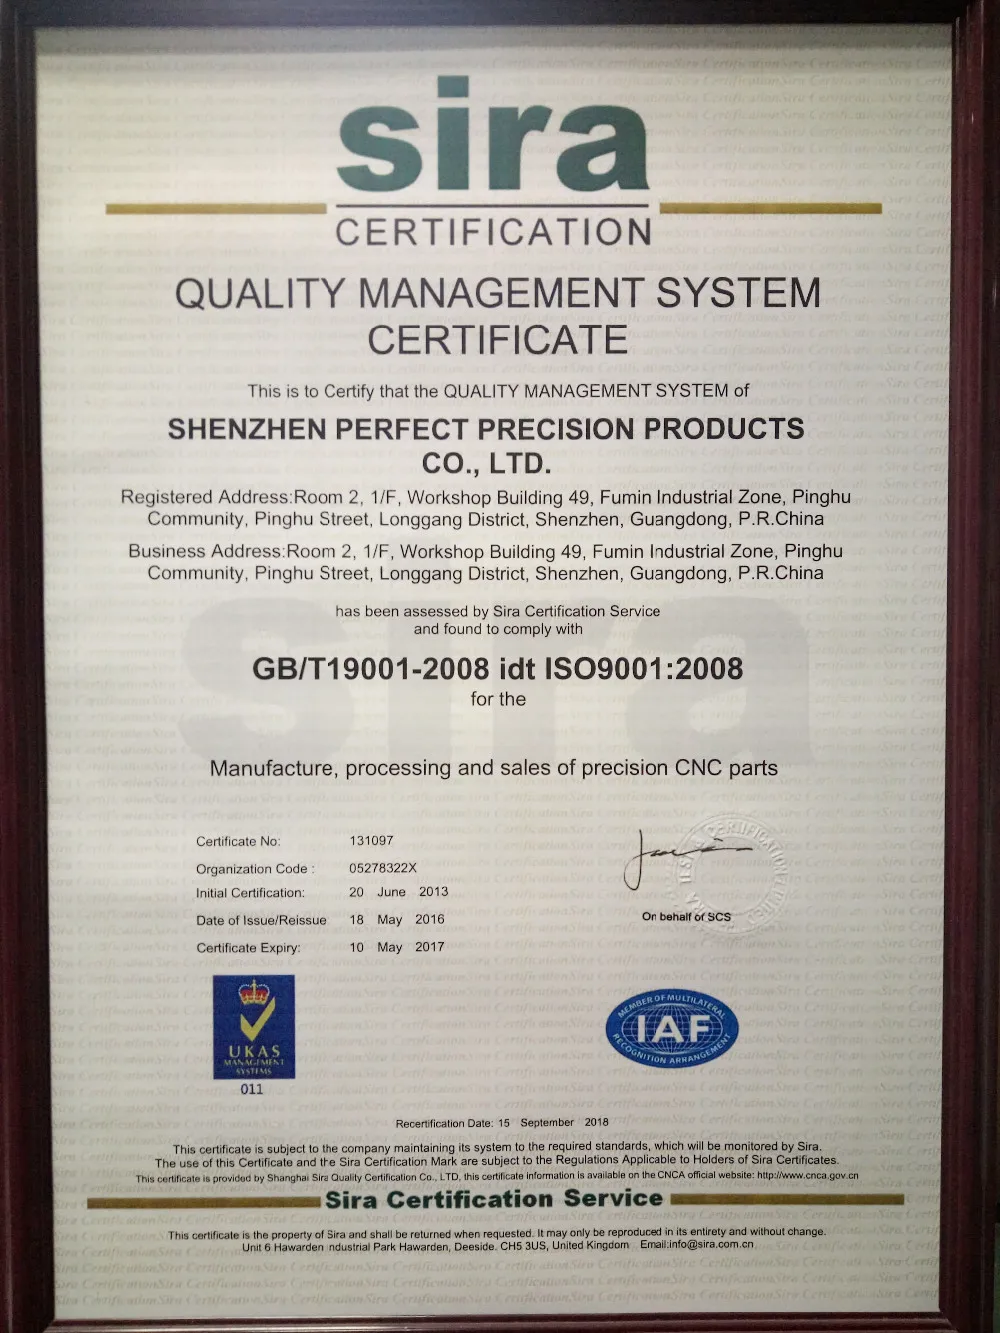 sira
CERTIFICATION
QUALITY MANAGEMENT SYSTEM
CERTIFICATE
This is to Certify that the QUALITY MANAGEMENT SYSTEM of
SHENZHEN PERFECT PRECISION PRODUCTS
CO., LTD.
Registered Address:Room 2, 1/F, Workshop Building 49, Fumin Industrial Zone, Pinghu
Community, Pinghu Street, Longgang District, Shenzhen, Guangdong, P.R.China
Business Address:Room 2, 1/F, Workshop Building 49, Fumin Industrial Zone, Pinghu
Community, Pinghu Street, Longgang District, Shenzhen, Guangdong, P.R.China
has been assessed by Sira Certification Service
and found to comply with
sira
GB/T19001-2008 idt ISO9001:2008
for the
Manufacture, processing and sales of precision CNC parts
Certificate No: 131097
Organization Code : 05278322X
Initial Certification: 20 June 2013
Date of Issue/Reissue 18 May 2016
Certificate Expiry: 10 May 2017
On behalf of SCS
UKAS
MANAGEMENT
SYSTEMS
011
MEMBER OF MULTILATERAL
IAF
RECOGNITION ARRANGEMENT
Recertification Date: 15 September 2018
This certificate is subject to the company maintaining its system to the required standards, which will be monitored by Sira.
The use of this Certificate and the Sira Certification Mark are subject to the Regulations Applicable to Holders of Sira Certificates.
This certificate is provided by Shanghai Sira Quality Certification Co., LTD, this certificate information is available on the CNCA official website: http://www.cnca.gov.cn
Sira Certification Service
This certificate is the property of Sira and shall be returned when requested. It may only be reproduced in its entirety and without change.
Unit 6 Hawarden ndustrial Park Hawarden, Deeside. CH5 3US, United Kingdom Email:info@sira.com.cn